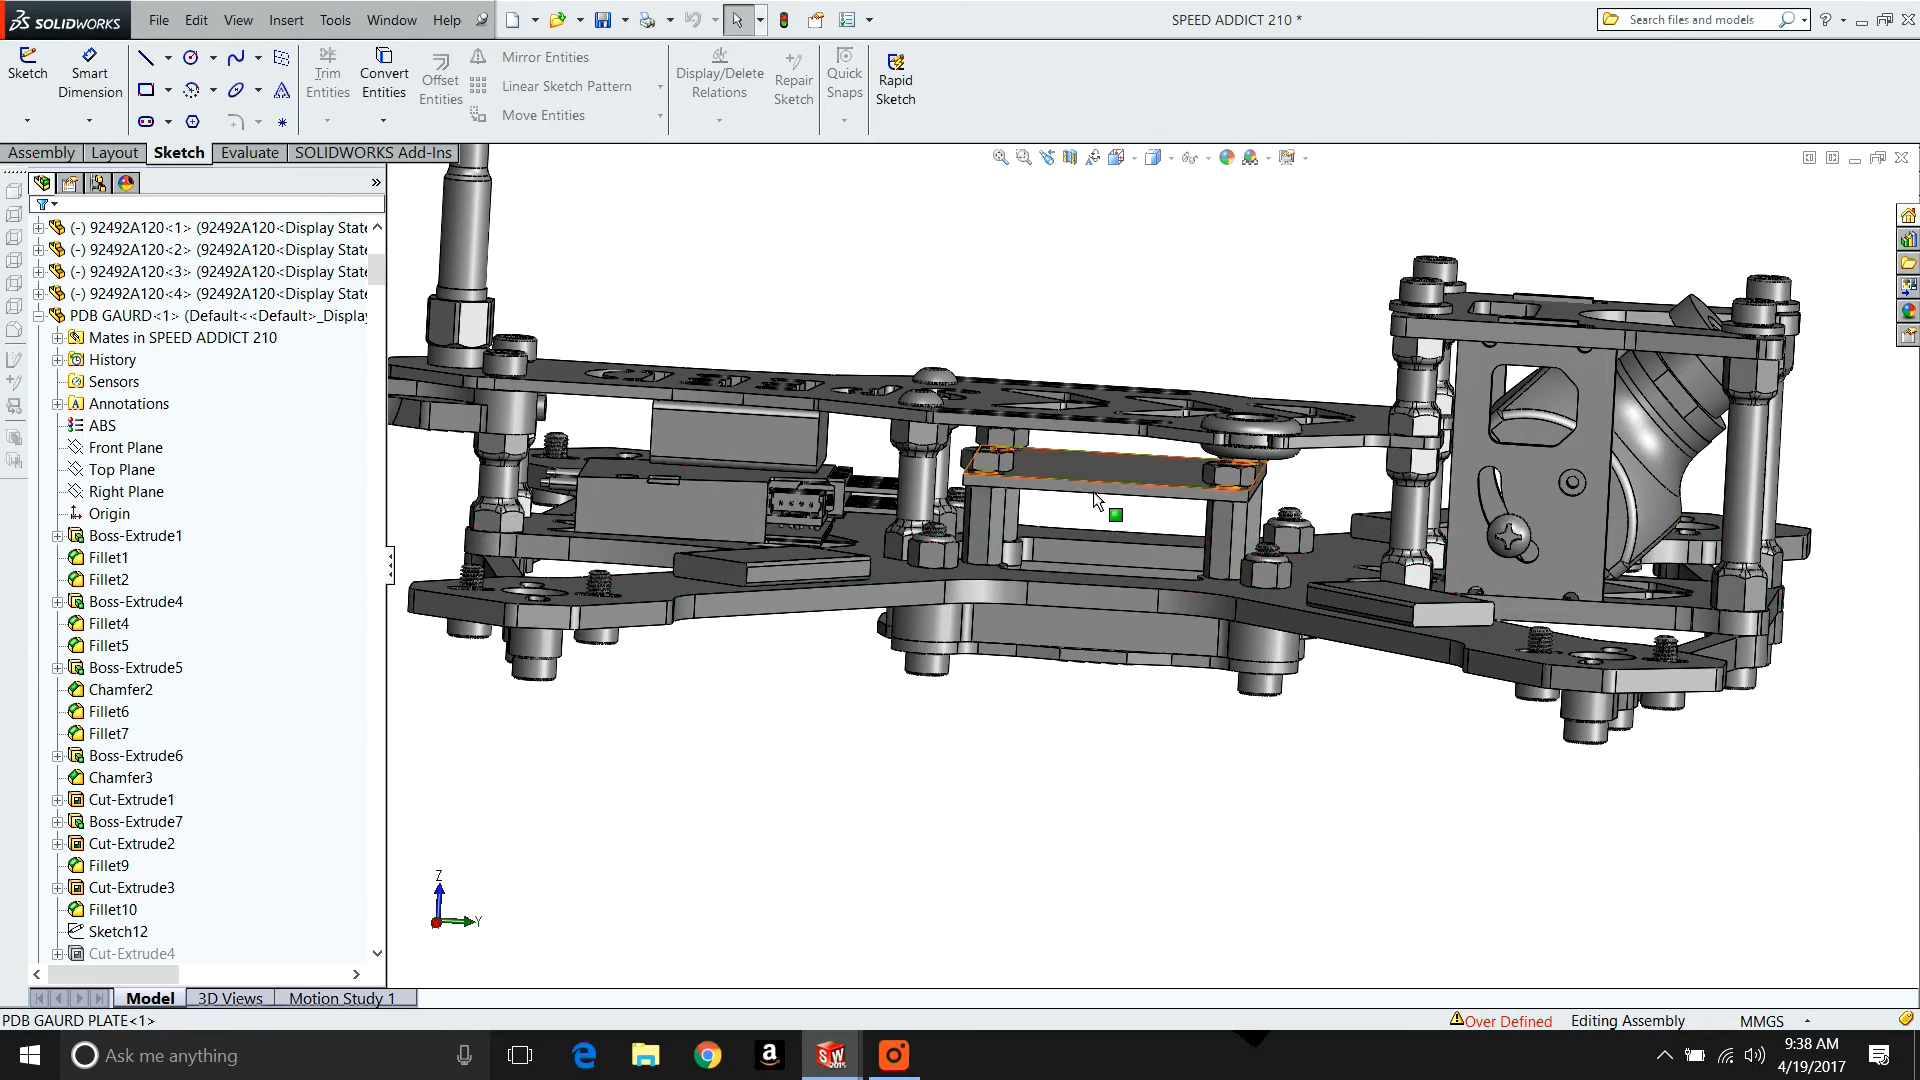 SOLIDWORKS File Edit View Insert Tools Toolbox Window Help SPEED ADDICT 210 * Search files and models
Sketch Smart Dimension Trim Entities Convert Entities Offset Entities Mirror Entities Linear Sketch Pattern Move Entities Display/Delete Relations Repair Sketch Quick Snaps Rapid Sketch
Assembly Layout Sketch Evaluate SOLIDWORKS Add-Ins
(-) 92492A120<1> (92492A120<Display State
(-) 92492A120<2> (92492A120<Display State
(-) 92492A120<3> (92492A120<Display State
(-) 92492A120<4> (92492A120<Display State
PDB GAURD<1> (Default<<Default>_Display
Mates in SPEED ADDICT 210
History
Sensors
Annotations
ABS
Front Plane
Top Plane
Right Plane
Origin
Boss-Extrude1
Fillet1
Fillet2
Boss-Extrude4
Fillet4
Fillet5
Boss-Extrude5
Chamfer2
Fillet6
Fillet7
Boss-Extrude6
Chamfer3
Cut-Extrude1
Boss-Extrude7
Cut-Extrude2
Fillet9
Cut-Extrude3
Fillet10
Sketch12
Cut-Extrude4
Z
Y
Model 3D Views Motion Study 1
PDB GAURD PLATE<1> Over Defined Editing Assembly MMGS
Ask me anything 9:38 AM
4/19/2017